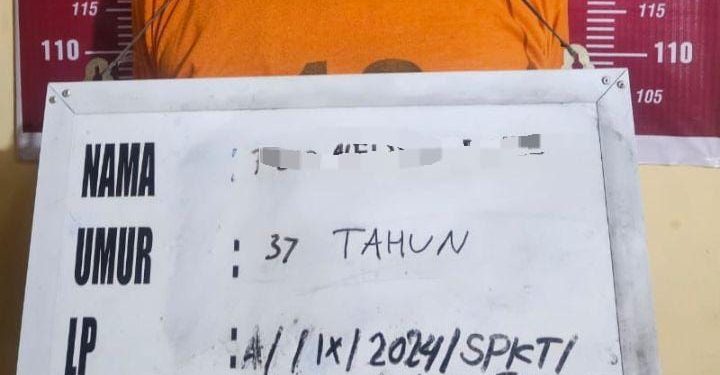 115 115
110 110
105
NAMA :
UMUR : 37 TAHUN
LP : A/ /IX/2024/SPKT/